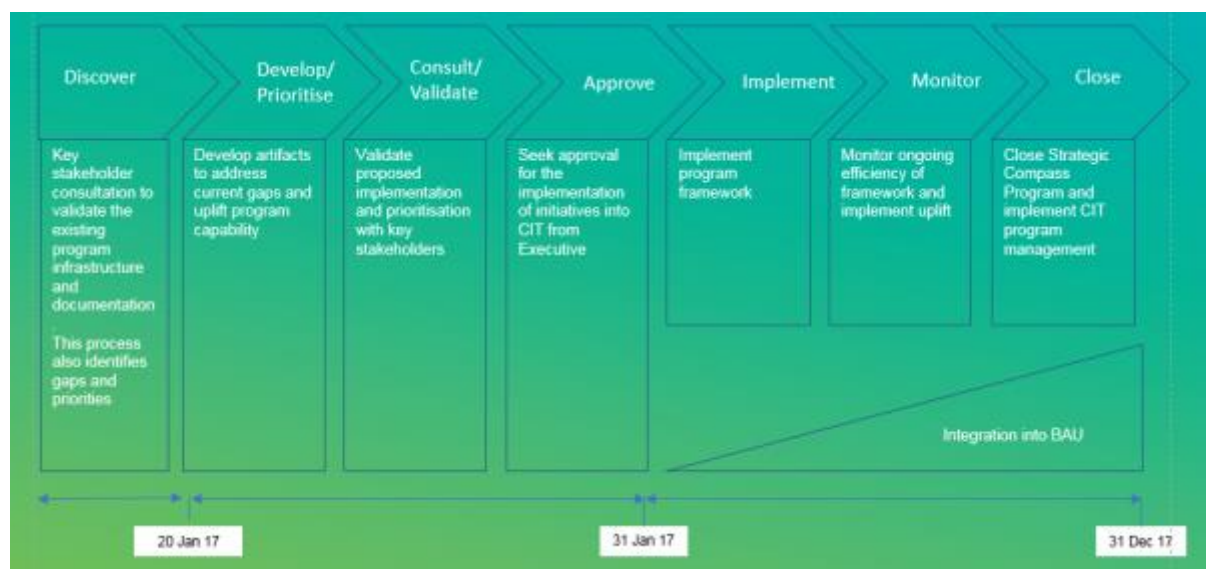 Discover
Develop/
Prioritise
Consult/
Validate
Approve
Implement
Monitor
Close
Key
stakeholder
consultation to
validate the
existing
program
infrastructure
and
documentation
.
This process
also identifies
gaps and
priorities
Develop artifacts
to address
current gaps and
uplift program
capability
Validate
proposed
implementation
and prioritisation
with key
stakeholders
Seek approval
for the
implementation
of initiatives into
CIT from
Executive
Implement
program
framework
Monitor ongoing
efficiency of
framework and
implement uplift
Close Strategic
Compass
Program and
implement CIT
program
management
Integration into BAU
20 Jan 17
31 Jan 17
31 Dec 17